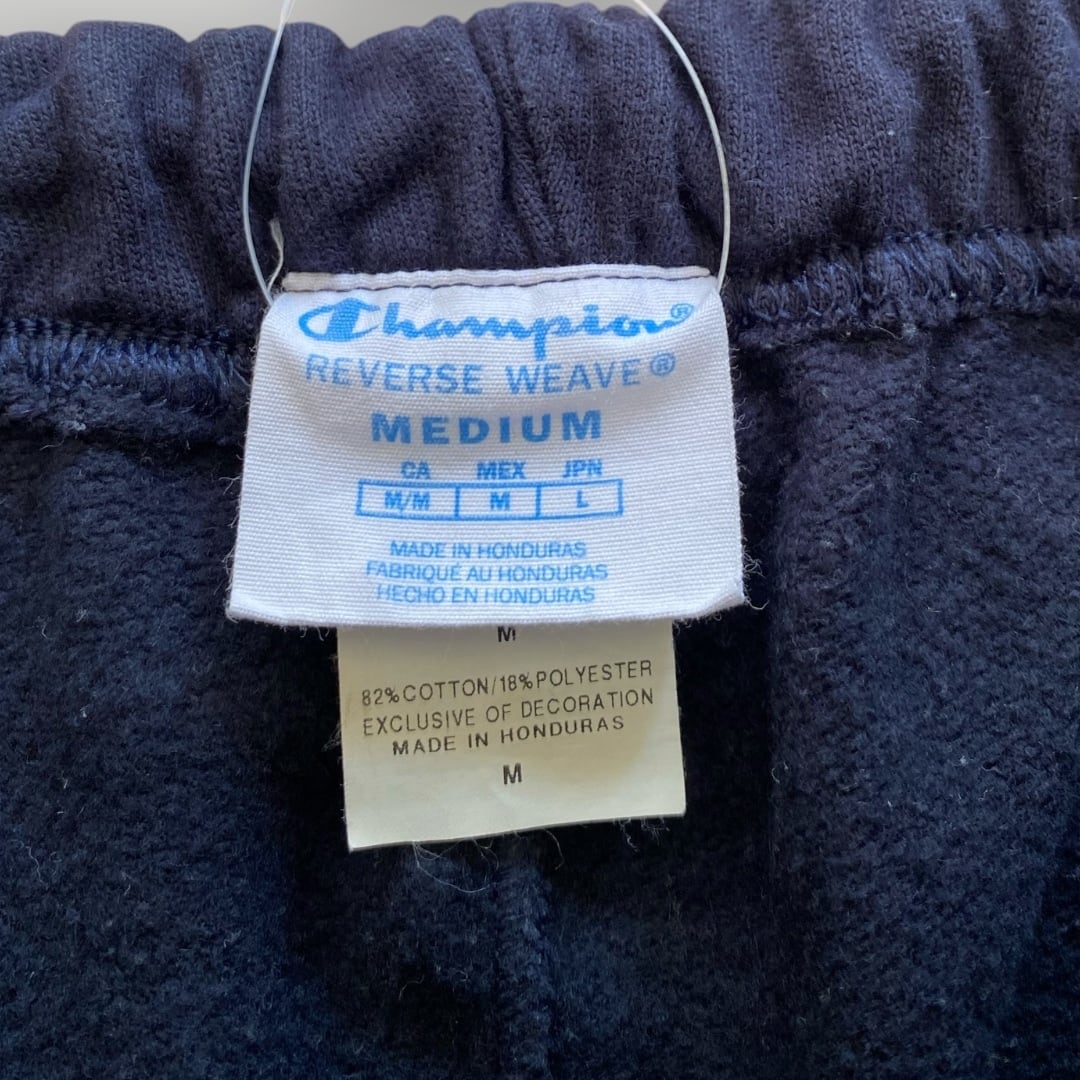 Champion®
REVERSE WEAVE®
MEDIUM
CA MEX JPN
M/M M L
MADE IN HONDURAS
FABRIQUÉ AU HONDURAS
HECHO EN HONDURAS
M
82%COTTON/18%POLYESTER
EXCLUSIVE OF DECORATION
MADE IN HONDURAS
M